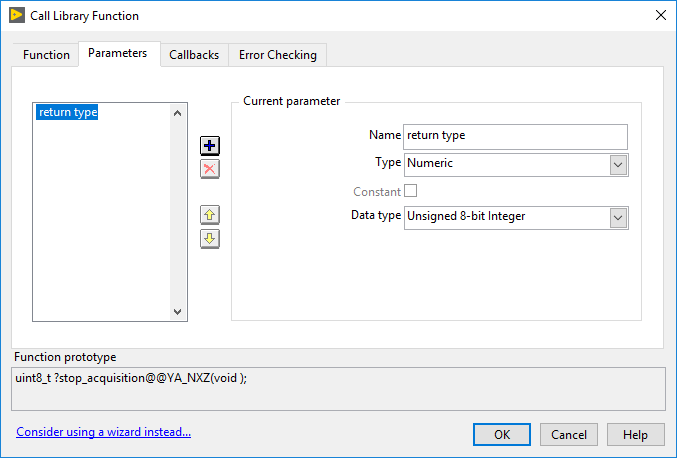 Call Library Function
Function Parameters Callbacks Error Checking
return type
Current parameter
Name return type
Type Numeric
Constant
Data type Unsigned 8-bit Integer
Function prototype
uint8_t ?stop_acquisition@@YA_NXZ(void );
Consider using a wizard instead...
OK Cancel Help